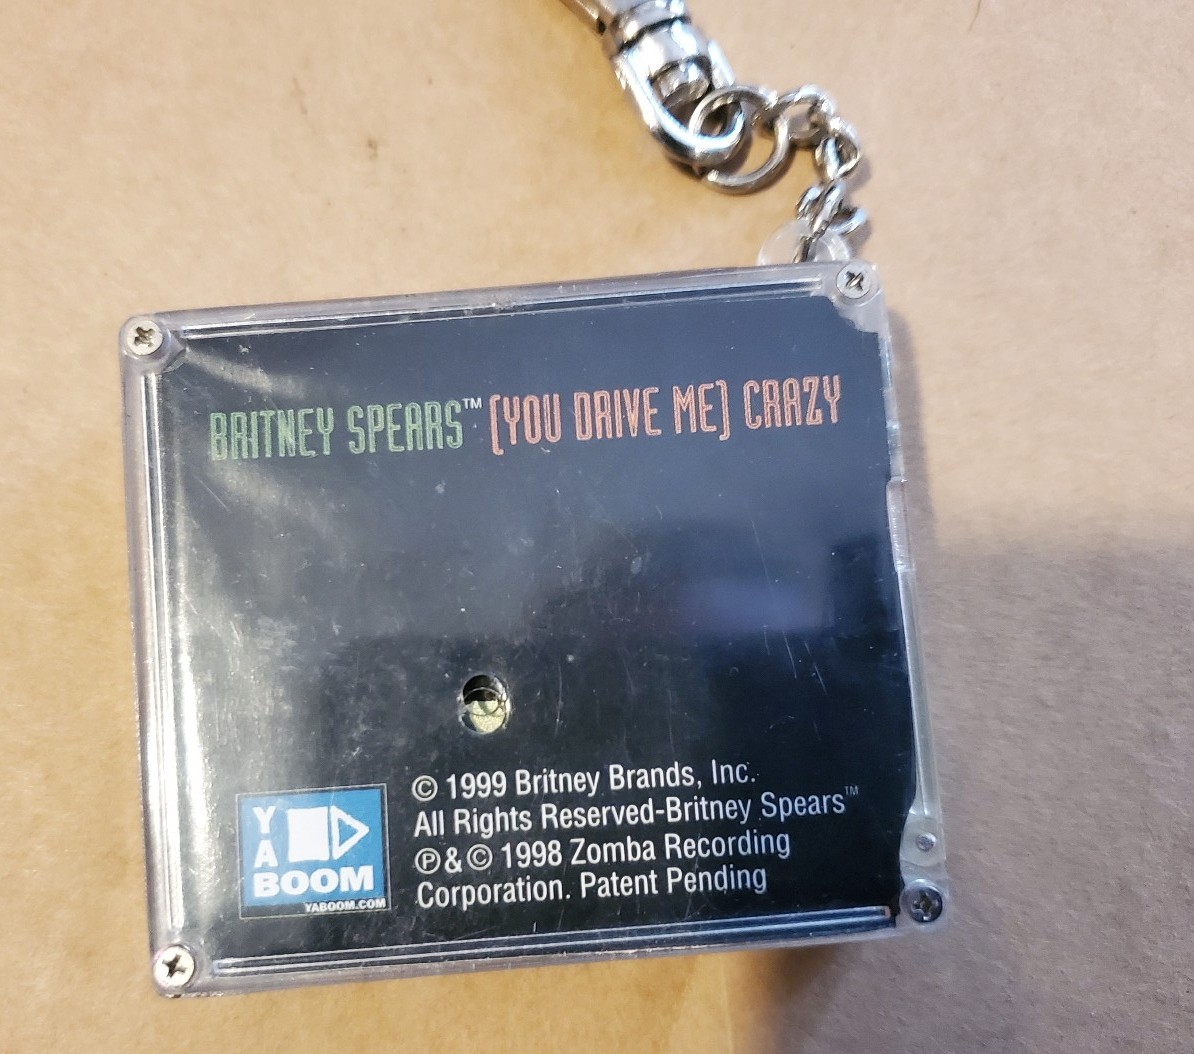 BRITNEY SPEARS™ [YOU DRIVE ME] CRAZY
© 1999 Britney Brands, Inc.
All Rights Reserved-Britney Spears™
℗ & © 1998 Zomba Recording
Corporation. Patent Pending
YA
BOOM
YABOOM.COM